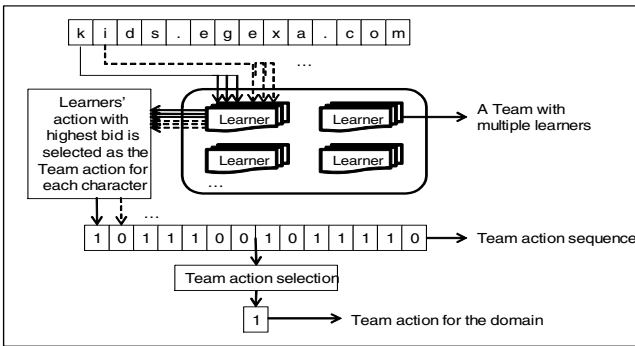 k i d s . e g e x a . c o m
...
Learners'
action with
highest bid is
selected as the
Team action for
each character
Learner
Learner
A Team with
multiple learners
Learner
Learner
...
...
1 0 1 1 1 0 0 1 0 1 1 1 1 0
Team action sequence
Team action selection
1
Team action for the domain